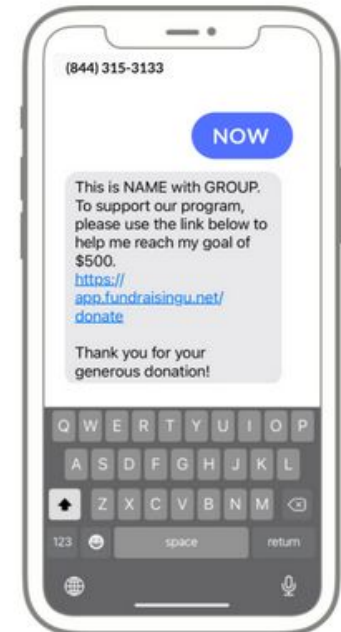 (844) 315-3133
NOW
This is NAME with GROUP.
To support our program,
please use the link below to
help me reach my goal of
$500.
https://
app.fundraisingu.net/
donate
Thank you for your
generous donation!
Q W E R T Y U I O P
A S D F G H J K L
Z X C V B N M
123 space return